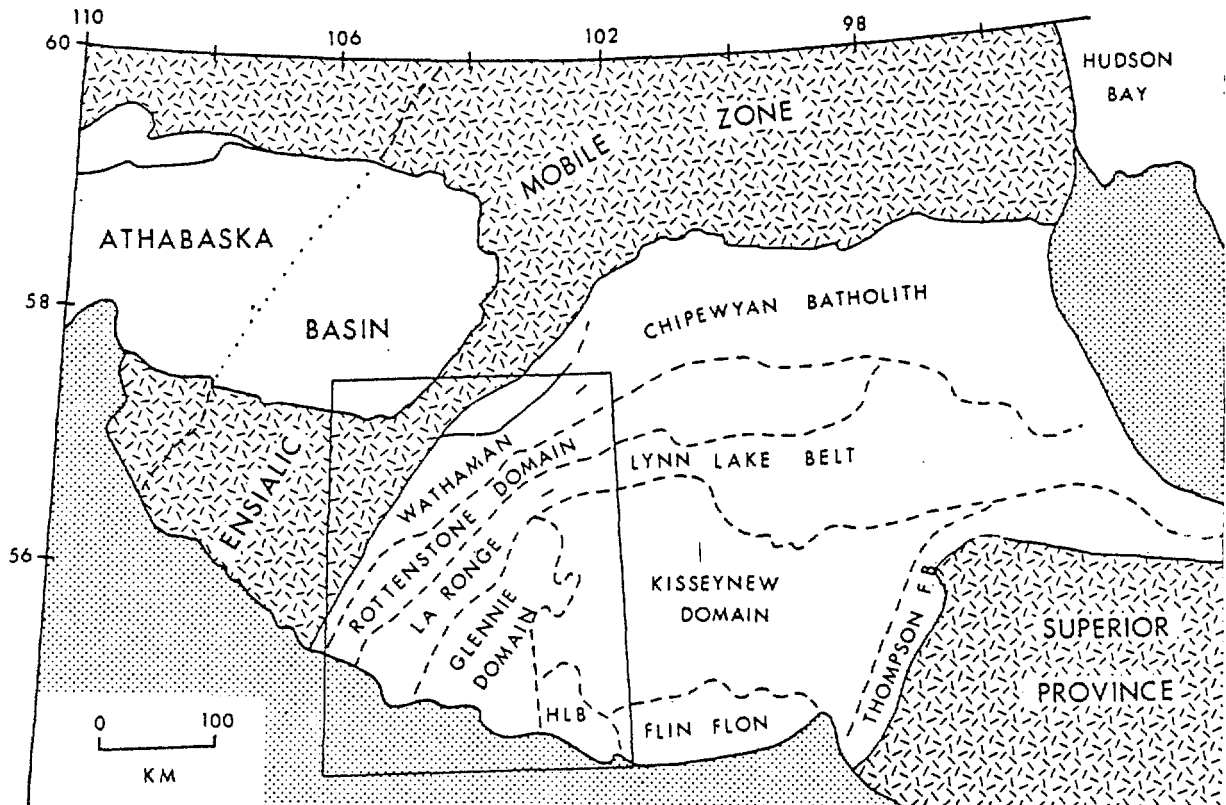 110
106
102
98
60
HUDSON
BAY
MOBILE ZONE
ATHABASKA
BASIN
58
CHIPEWYAN BATHOLITH
ENSIALIC
WATHAMAN
ROTTENSTONE DOMAIN
LYNN LAKE BELT
LA RONGE
56
GLENNIE
DOMAIN
KISSEYNEW
DOMAIN
THOMPSON F.B.
SUPERIOR
PROVINCE
HLB
FLIN FLON
0 100
KM